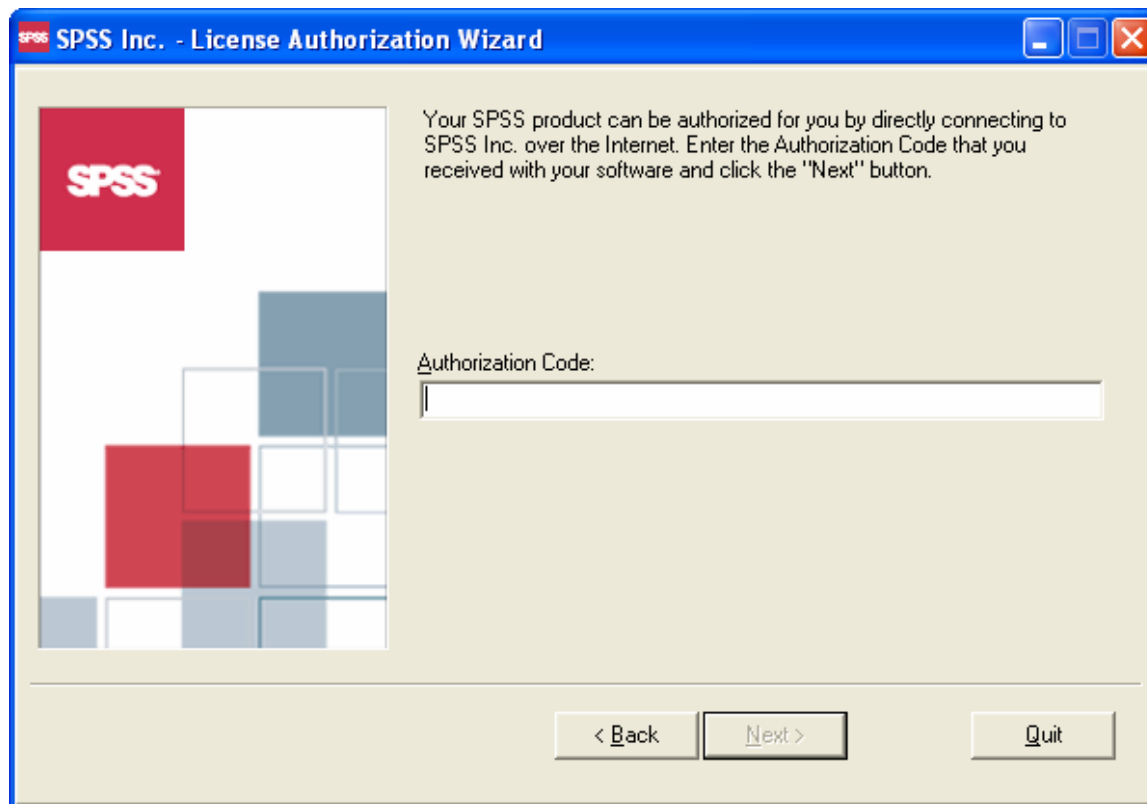 SPSS SPSS Inc. - License Authorization Wizard
SPSS
Your SPSS product can be authorized for you by directly connecting to
SPSS Inc. over the Internet. Enter the Authorization Code that you
received with your software and click the "Next" button.
Authorization Code:
< Back Next > Quit